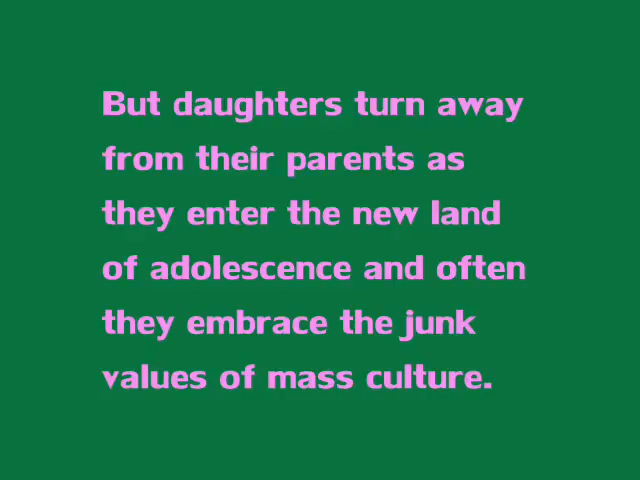 But daughters turn away
from their parents as
they enter the new land
of adolescence and often
they embrace the junk
values of mass culture.